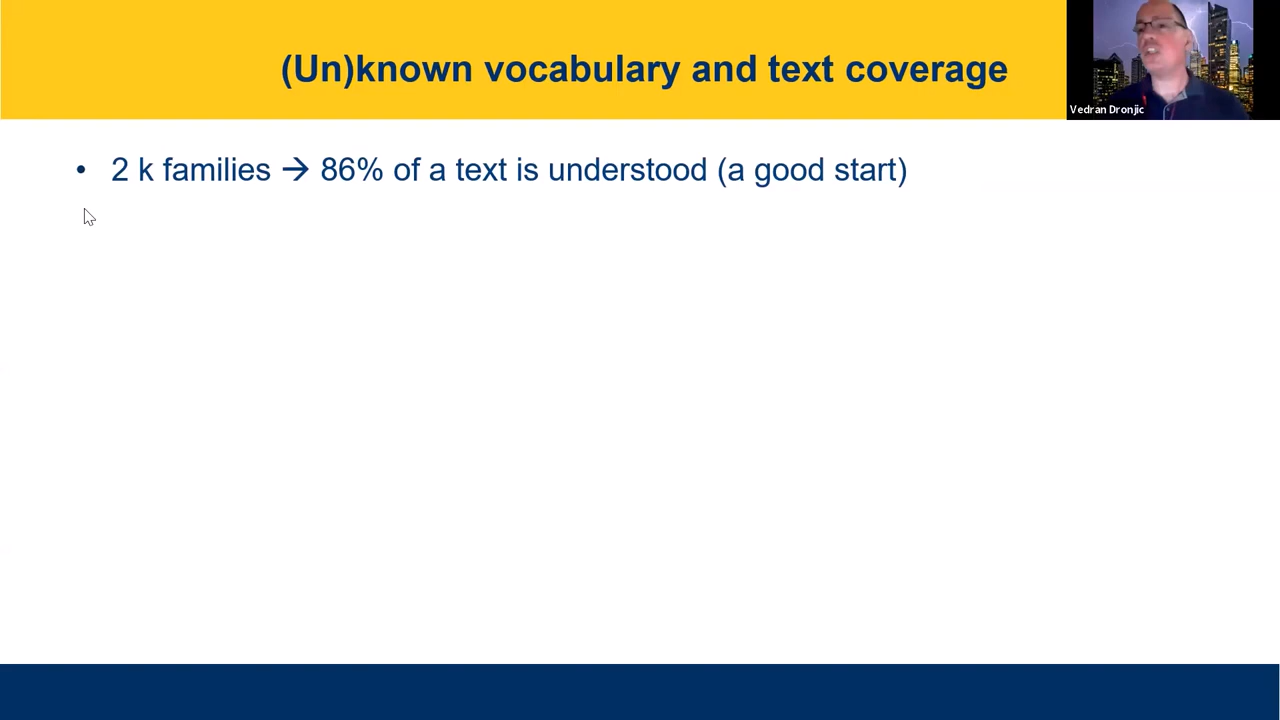 (Un)known vocabulary and text coverage
Vedran Dronjic
• 2 k families → 86% of a text is understood (a good start)